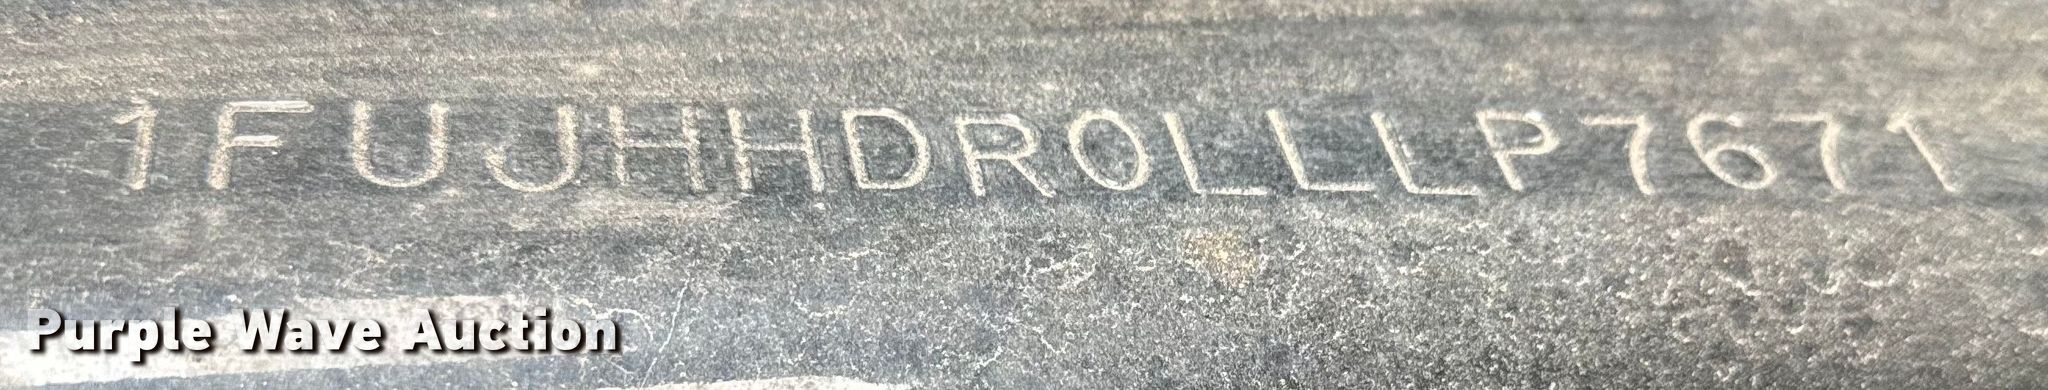 1FUJHHDR0LLLP7671
Purple Wave Auction